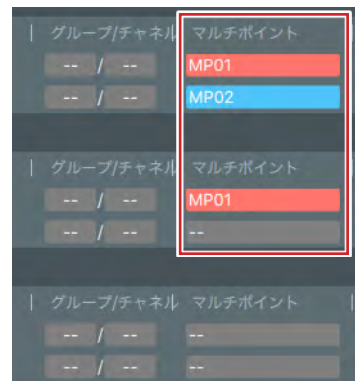 | グループ/チャネル マルチポイント
-- / -- MP01
-- / -- MP02
| グループ/チャネル マルチポイント
-- / -- MP01
-- / -- --
| グループ/チャネル マルチポイント |
-- / -- --
-- / -- --